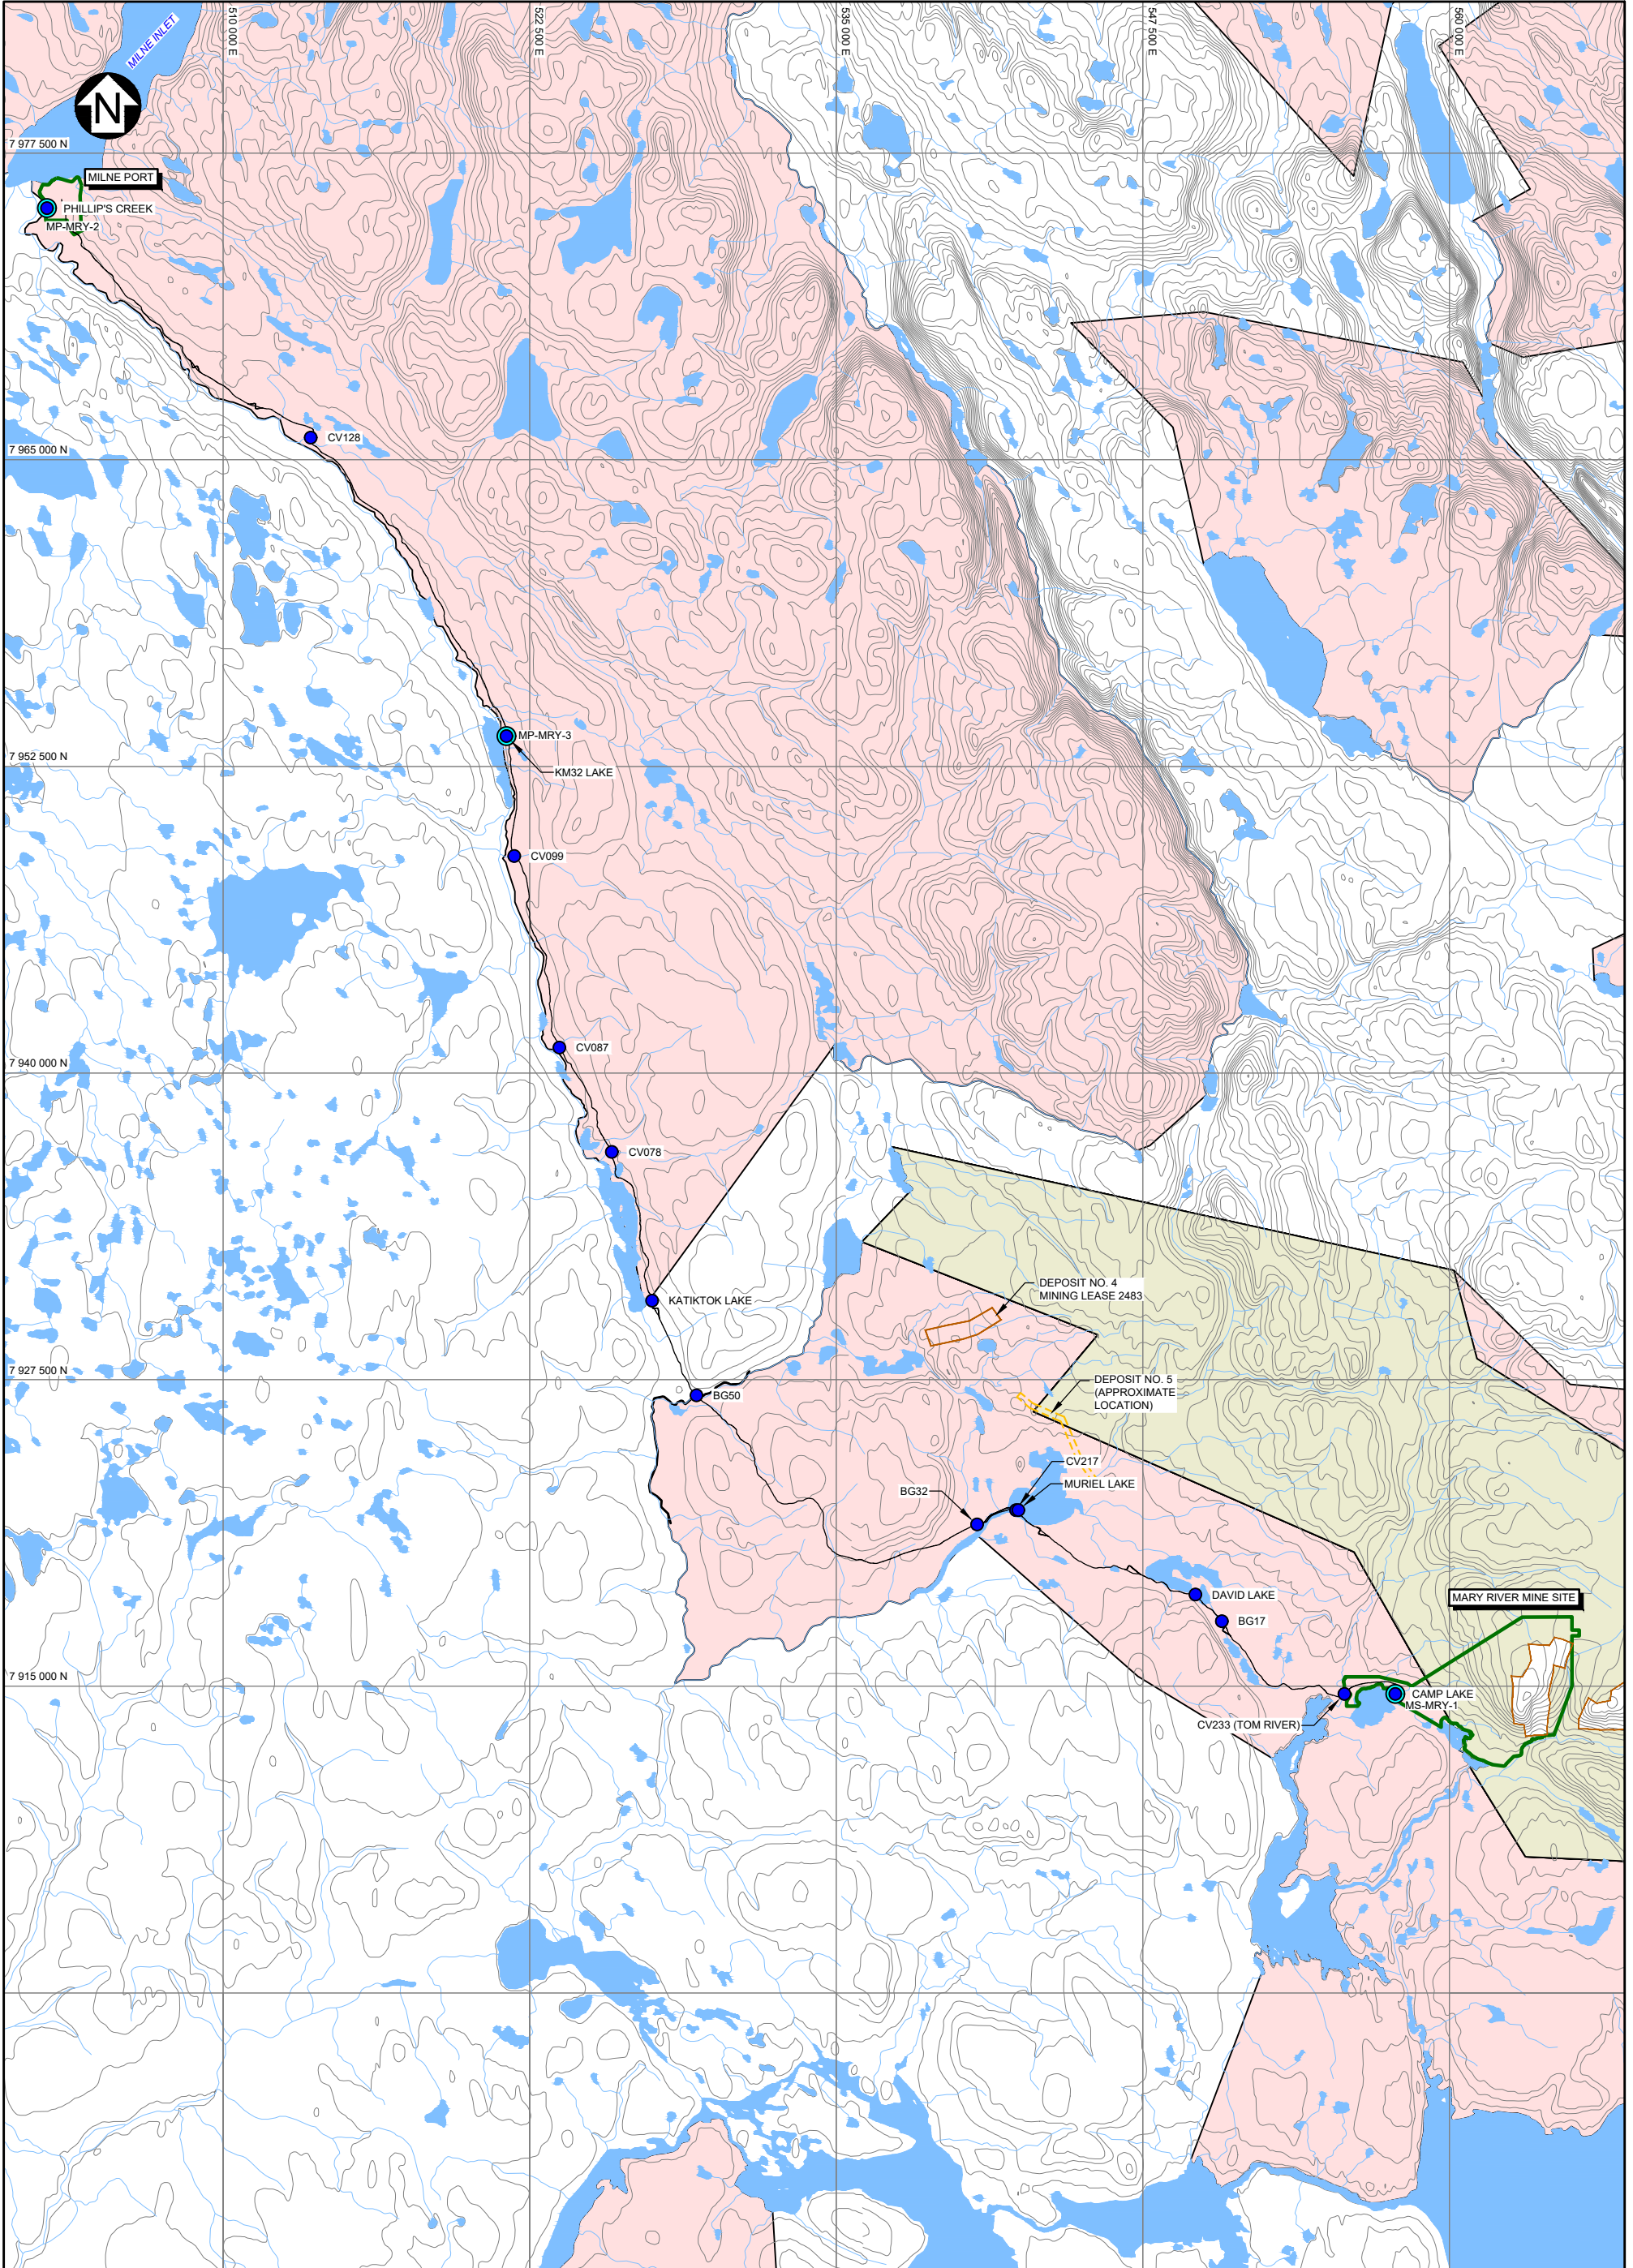 510 000 E
522 500 E
535 000 E
547 500 E
560 000 E
MILNE INLET
N
7 977 500 N
MILNE PORT
PHILLIP'S CREEK
MP-MRY-2
CV128
7 965 000 N
MP-MRY-3
7 952 500 N
KM32 LAKE
CV099
CV087
7 940 000 N
CV078
DEPOSIT NO. 4
MINING LEASE 2483
KATIKTOK LAKE
7 927 500 N
DEPOSIT NO. 5
(APPROXIMATE
LOCATION)
BG50
CV217
MURIEL LAKE
BG32
DAVID LAKE
MARY RIVER MINE SITE
BG17
7 915 000 N
CAMP LAKE
MS-MRY-1
CV233 (TOM RIVER)